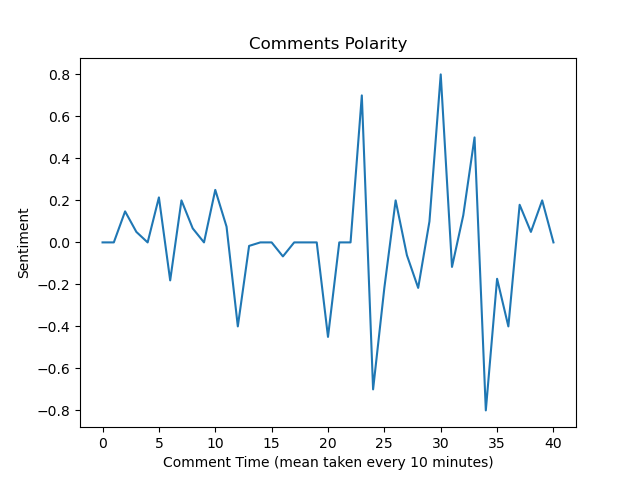 Comments Polarity
0.8
0.6
0.4
0.2
0.0
−0.2
−0.4
−0.6
−0.8
Sentiment
0 5 10 15 20 25 30 35 40
Comment Time (mean taken every 10 minutes)